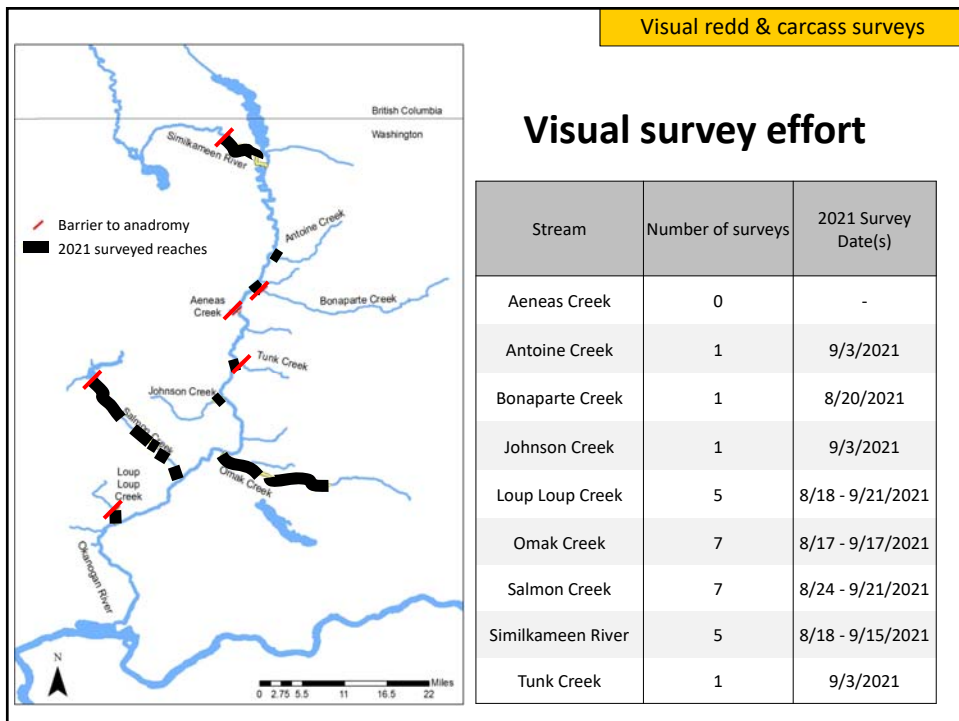 Visual redd & carcass surveys
British Columbia
Washington
Similkameen River
Barrier to anadromy
2021 surveyed reaches
Antoine Creek
Aeneas
Creek
Bonaparte Creek
Tunk Creek
Johnson Creek
Salmon Creek
Loup
Loup
Creek
Omak Creek
Okanogan River
N
Miles
0 2.75 5.5 11 16.5 22
Visual survey effort
Stream Number of surveys 2021 Survey
Date(s)
Aeneas Creek 0 -
Antoine Creek 1 9/3/2021
Bonaparte Creek 1 8/20/2021
Johnson Creek 1 9/3/2021
Loup Loup Creek 5 8/18 - 9/21/2021
Omak Creek 7 8/17 - 9/17/2021
Salmon Creek 7 8/24 - 9/21/2021
Similkameen River 5 8/18 - 9/15/2021
Tunk Creek 1 9/3/2021